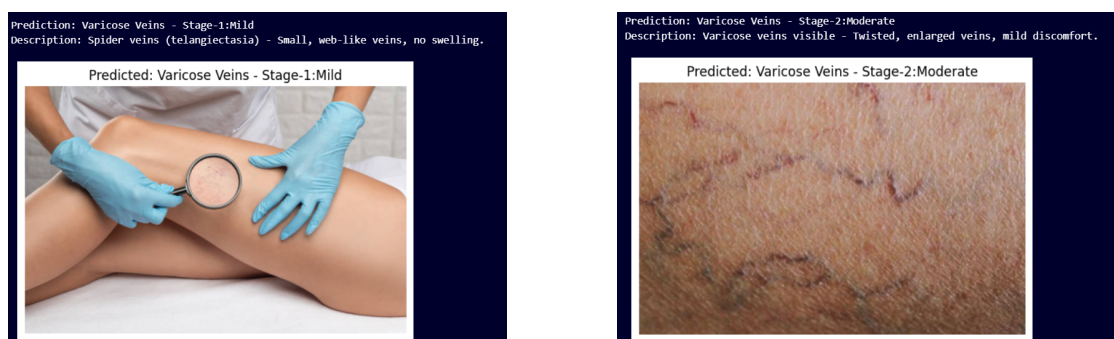 Prediction: Varicose Veins - Stage-1:Mild
Description: Spider veins (telangiectasia) - Small, web-like veins, no swelling.
Predicted: Varicose Veins - Stage-1:Mild
Prediction: Varicose Veins - Stage-2:Moderate
Description: Varicose veins visible - Twisted, enlarged veins, mild discomfort.
Predicted: Varicose Veins - Stage-2:Moderate